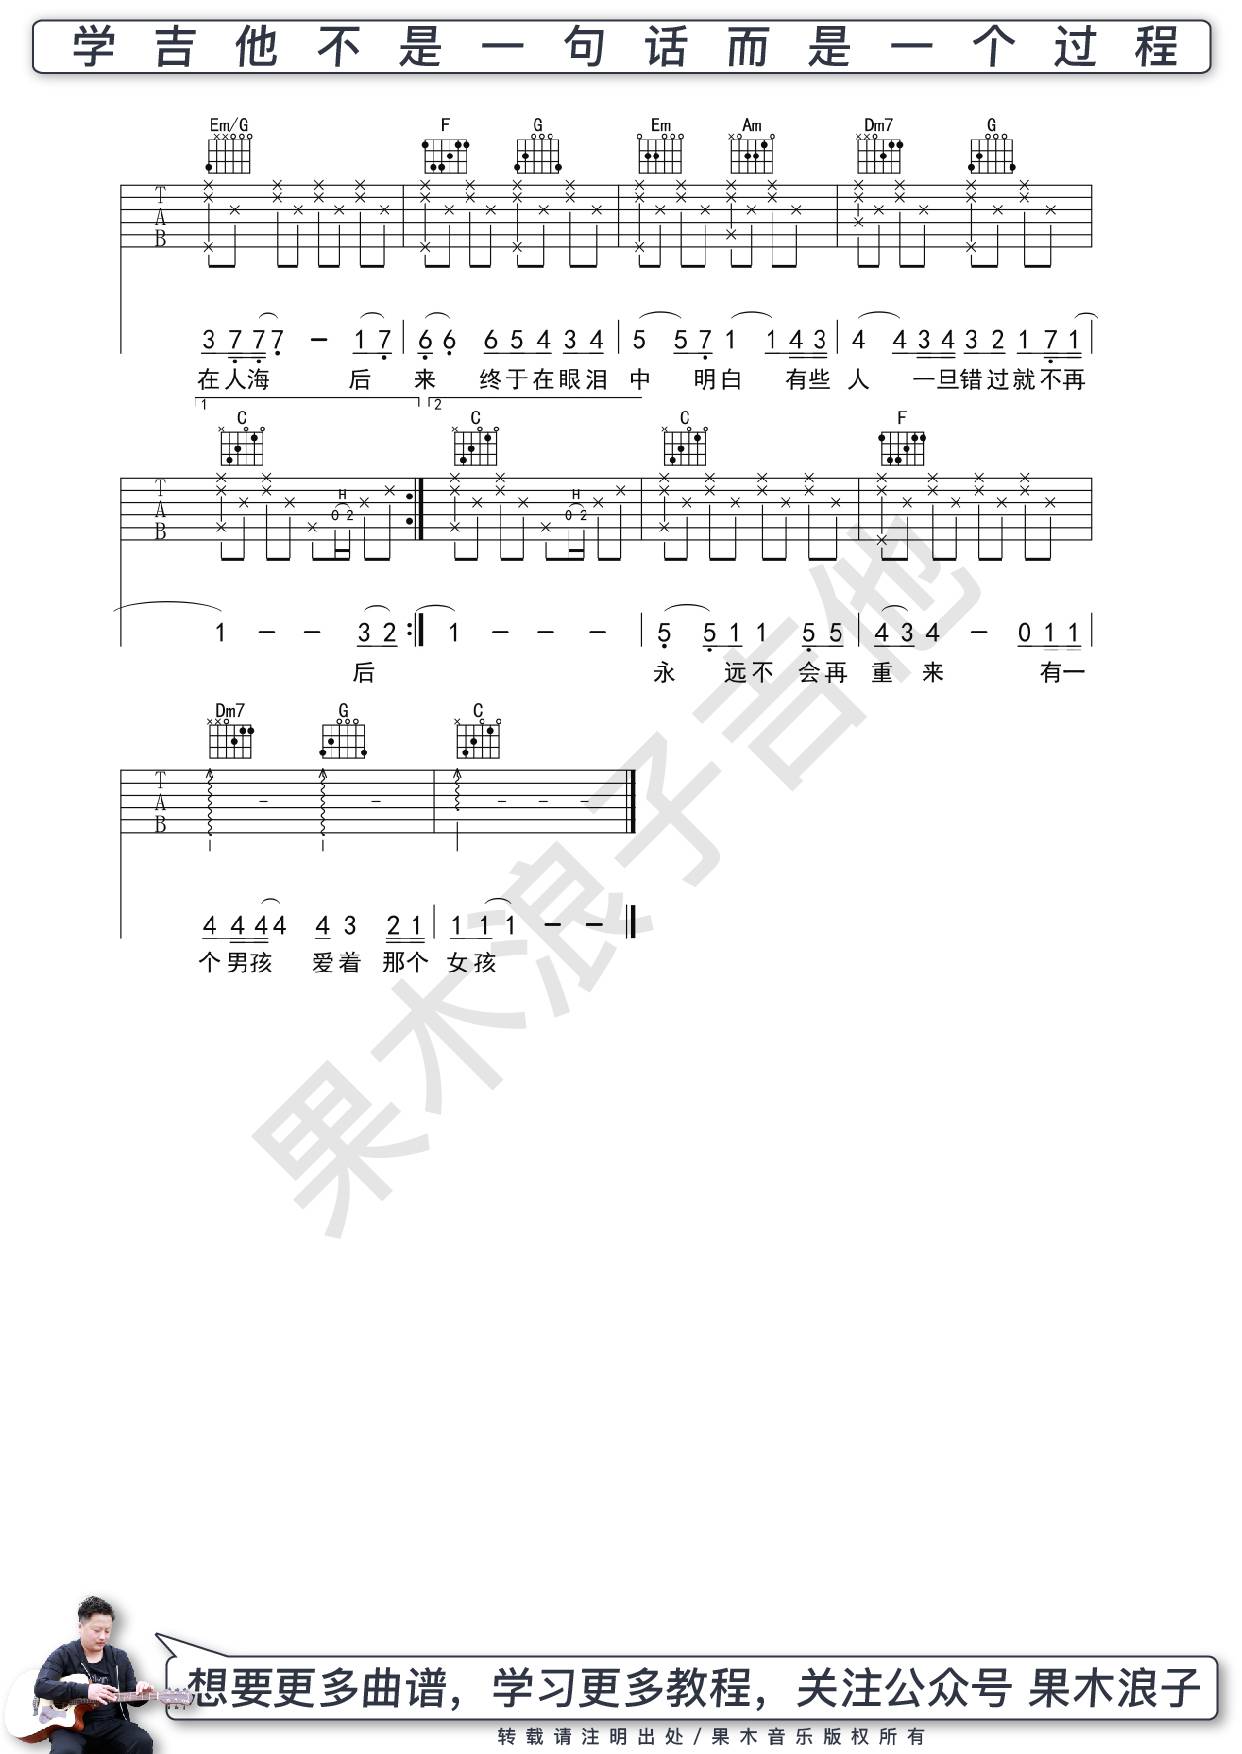 学吉他不是一句话而是一个过程
Em/G F G Em Am Dm7 G
T
A
B
3 7 7 7 - 1 7 6 6 6 5 4 3 4 5 5 7 1 1 4 3 4 4 3 4 3 2 1 7 1
在人海 后 来 终于在眼泪 中 明白 有些 人 一旦错过就不再
1 2
C C C F
T
A
B
H 0 2 H 0 2
1 - - 3 2 1 - - - 5 5 1 1 5 5 4 3 4 - 0 1 1
后 永 远不 会再 重 来 有一
Dm7 G C
T
A
B
- - - - -
4 4 4 4 4 3 2 1 1 1 1 - -
个男孩 爱着 那个 女孩
果木浪子吉他
想要更多曲谱，学习更多教程，关注公众号 果木浪子
转载请注明出处/果木音乐版权所有